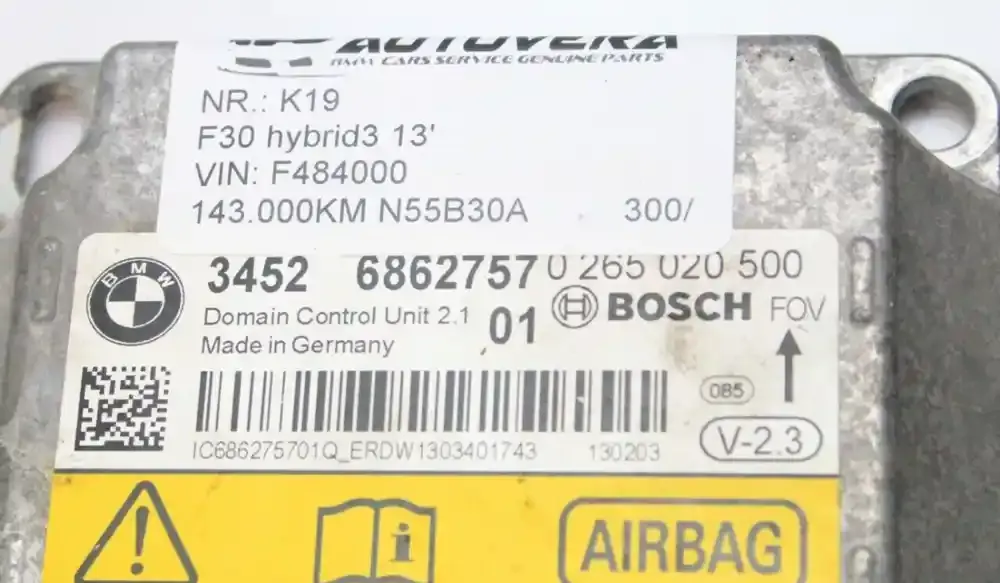 AUTOVERA
BMW CARS SERVICE GENUINE PARTS
NR.: K19
F30 hybrid3 13'
VIN: F484000
143.000KM N55B30A . 300/
BMW
3452 6862757 0 265 020 500
Domain Control Unit 2.1 01 BOSCH FOV
Made in Germany
085
V-2.3
IC686275701Q_ERDW1303401743 130203
i
AIRBAG